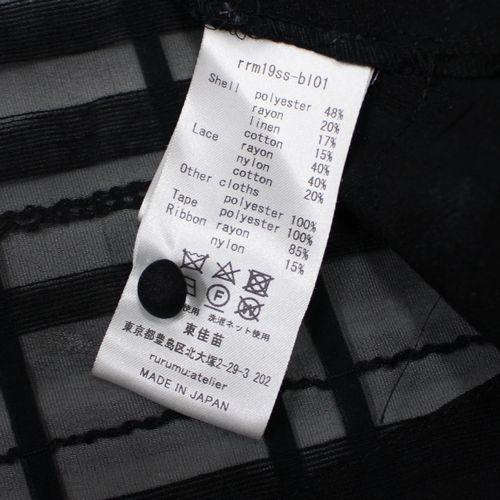 rrm19ss-bl01
Shell polyester 48%
rayon 20%
linen 17%
cotton 15%
Lace rayon 40%
nylon 40%
cotton 20%
Other cloths
Tape polyester 100%
polyester 100%
Ribbon rayon 85%
nylon 15%
F
使用 洗濯ネット使用
東佳苗
東京都豊島区北大塚2-29-3 202
rurumu:atelier
MADE IN JAPAN